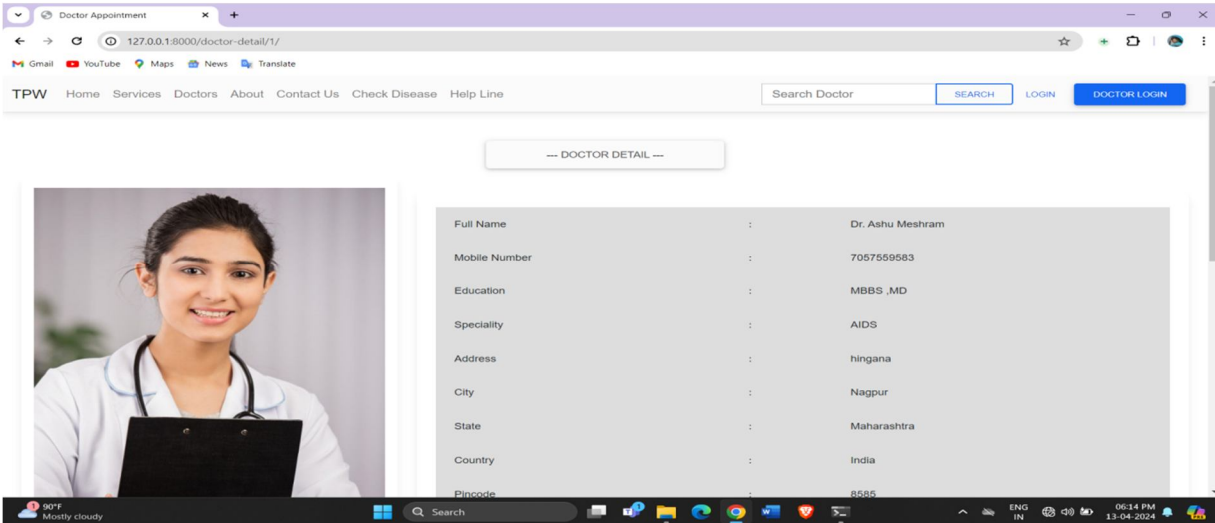 Doctor Appointment
127.0.0.1:8000/doctor-detail/1/
Gmail YouTube Maps News Translate
TPW Home Services Doctors About Contact Us Check Disease Help Line Search Doctor SEARCH LOGIN DOCTOR LOGIN
--- DOCTOR DETAIL ---
Full Name : Dr. Ashu Meshram
Mobile Number : 7057559583
Education : MBBS ,MD
Speciality : AIDS
Address : hingana
City : Nagpur
State : Maharashtra
Country : India
Pincode : 8585
1 90°F Search ENG 06:14 PM
Mostly cloudy IN 13-04-2024